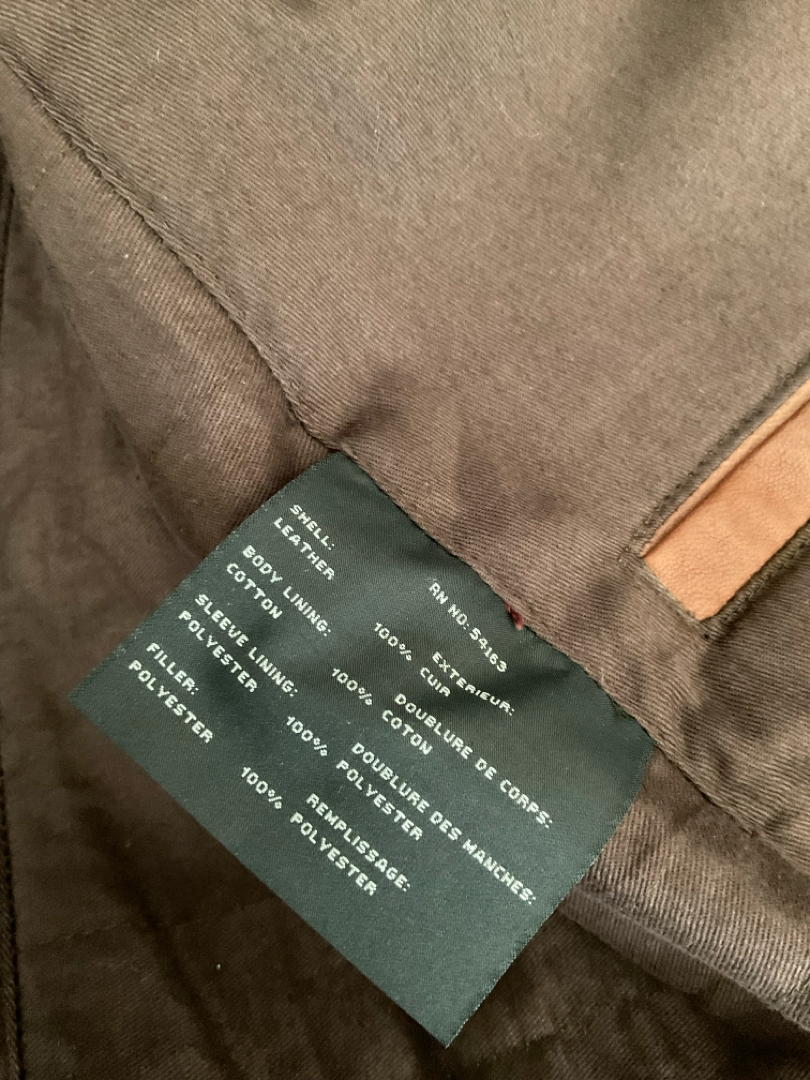 RN NO: 54163
SHELL: EXTERIEUR:
LEATHER 100% CUIR
BODY LINING: DOUBLURE DE CORPS:
COTTON 100% COTON
SLEEVE LINING: DOUBLURE DES MANCHES:
POLYESTER 100% POLYESTER
FILLER: REMPLISSAGE:
POLYESTER 100% POLYESTER